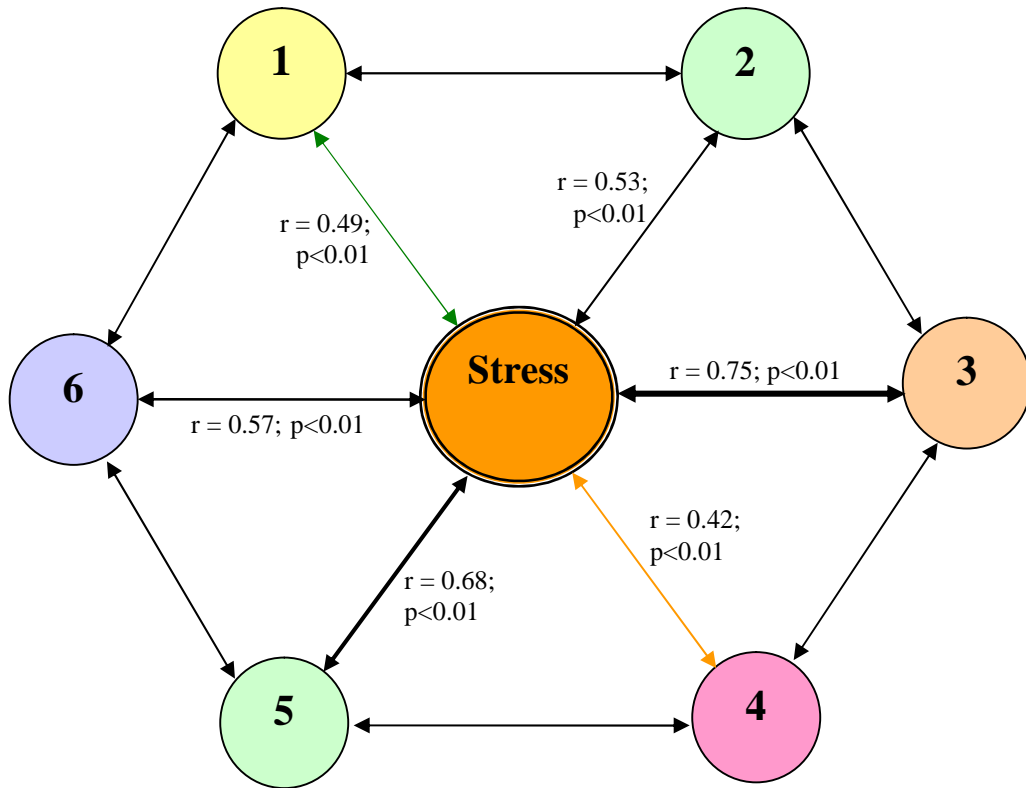 1
2
r = 0.53;
p<0.01
r = 0.49;
p<0.01
Stress
r = 0.75; p<0.01
3
6
r = 0.57; p<0.01
r = 0.42;
p<0.01
r = 0.68;
p<0.01
5
4